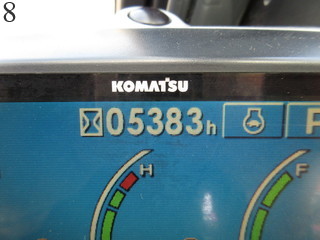 8
KOMATSU
05383h P
H F